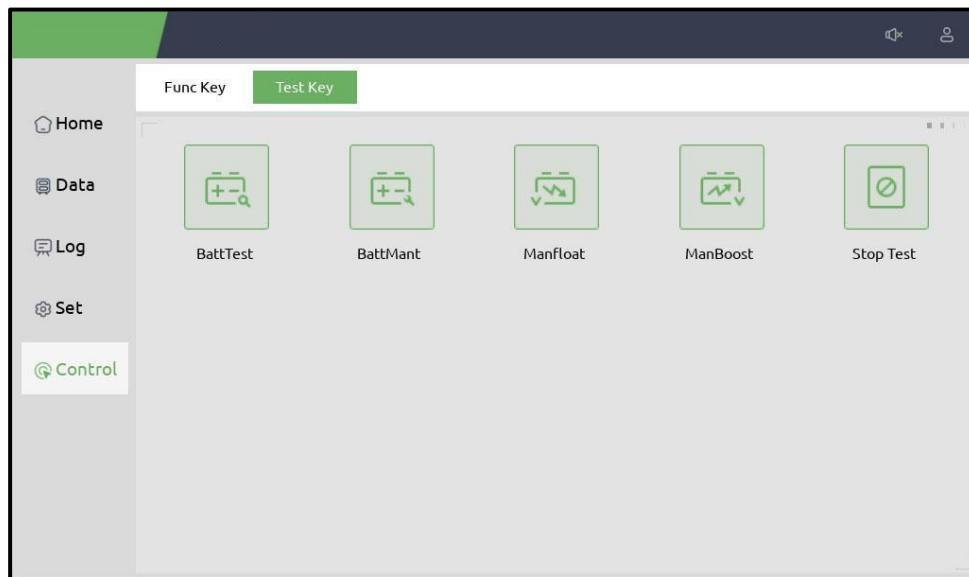 Func Key Test Key
Home
Data
Log
Set
Control
BattTest BattMant Manfloat ManBoost Stop Test